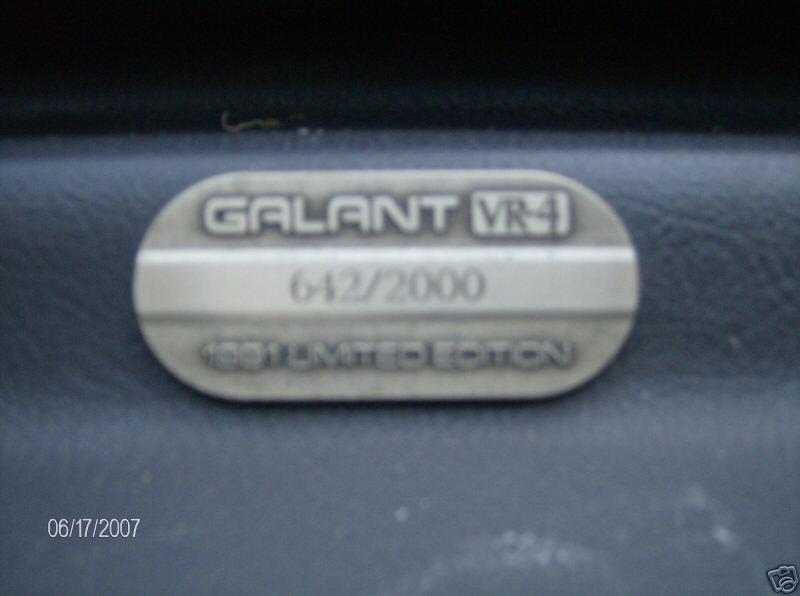 GALANT VR-4
642/2000
1991 LIMITED EDITION
06/17/2007